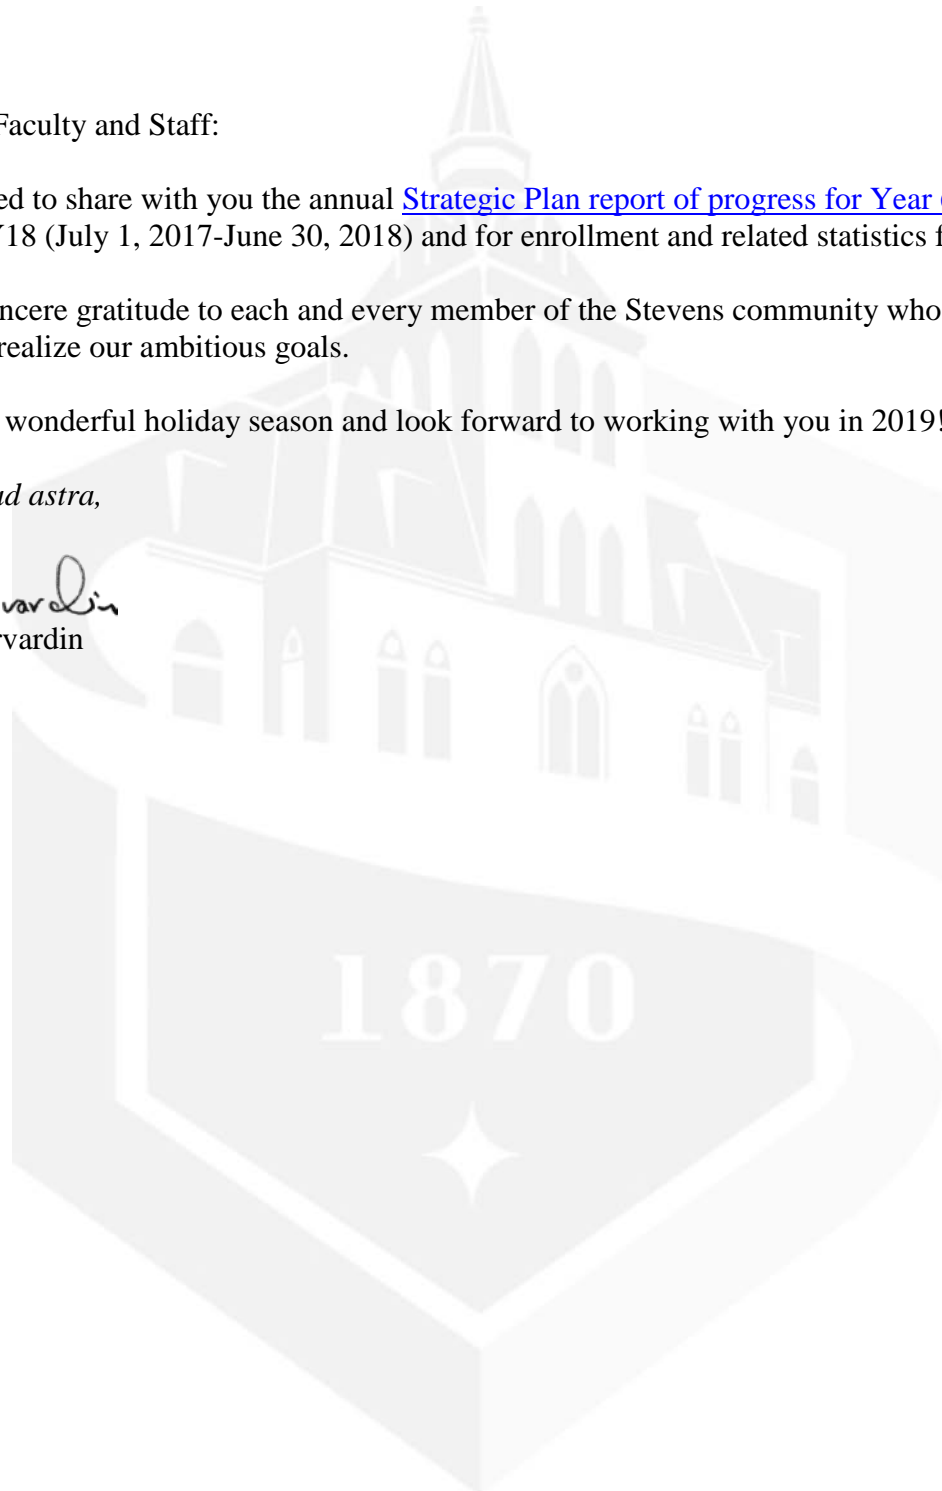 Faculty and Staff:
ed to share with you the annual Strategic Plan report of progress for Year
Y18 (July 1, 2017-June 30, 2018) and for enrollment and related statistics f
ncere gratitude to each and every member of the Stevens community who
realize our ambitious goals.
wonderful holiday season and look forward to working with you in 2019!
ad astra,
vardin
rvardin
1870